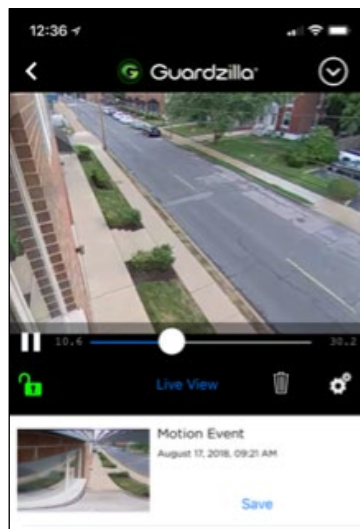 12:36
Guardzilla
10.6
30.2
Live View
Motion Event
August 17, 2018, 09:21 AM
Save